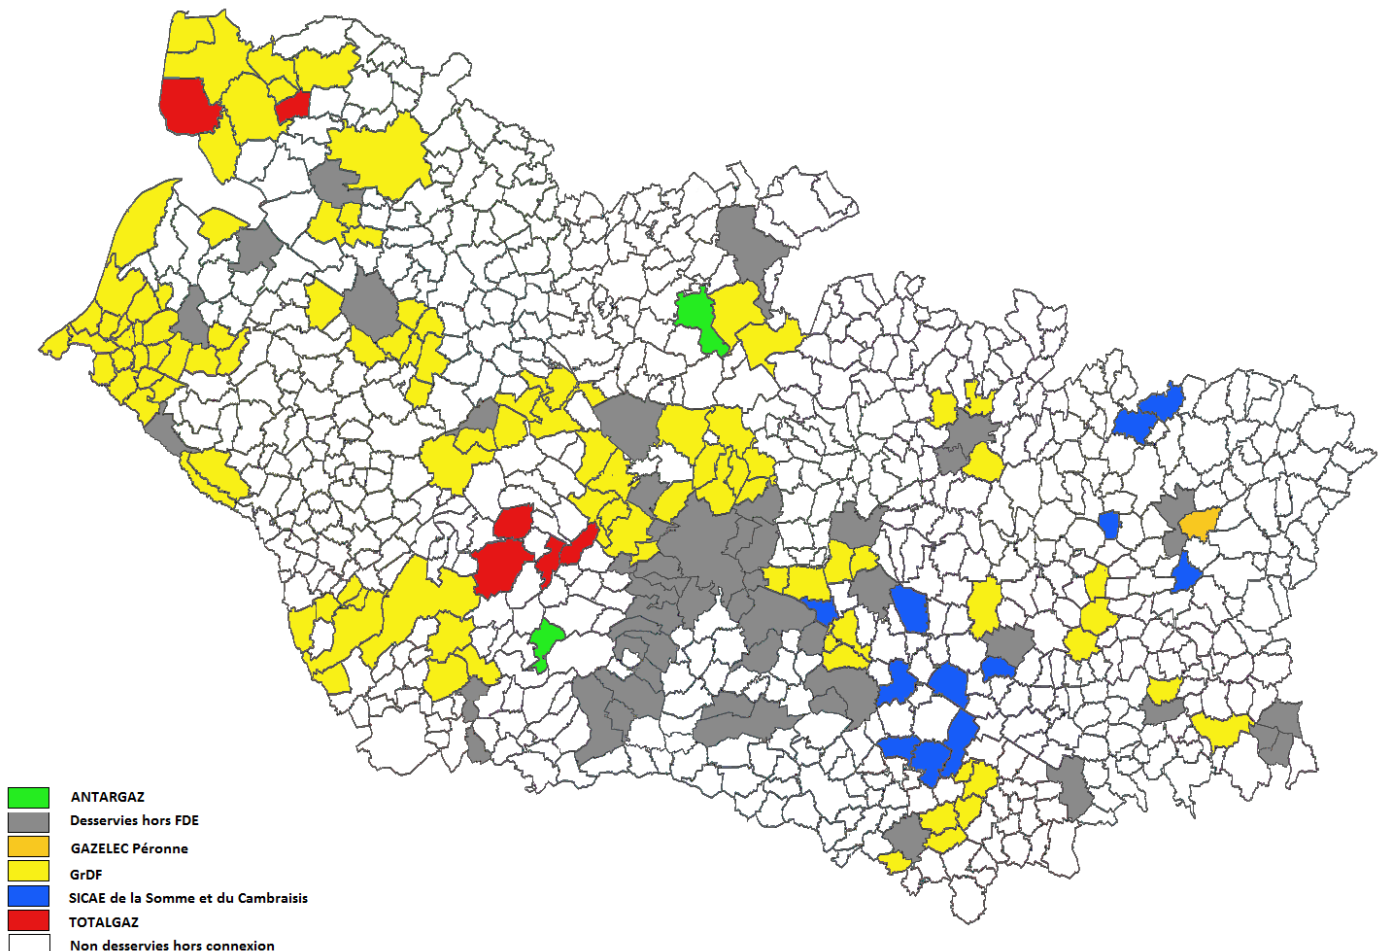 ANTARGAZ
Desservies hors FDE
GAZELEC Péronne
GrDF
SICAE de la Somme et du Cambraisis
TOTALGAZ
Non desservies hors connexion